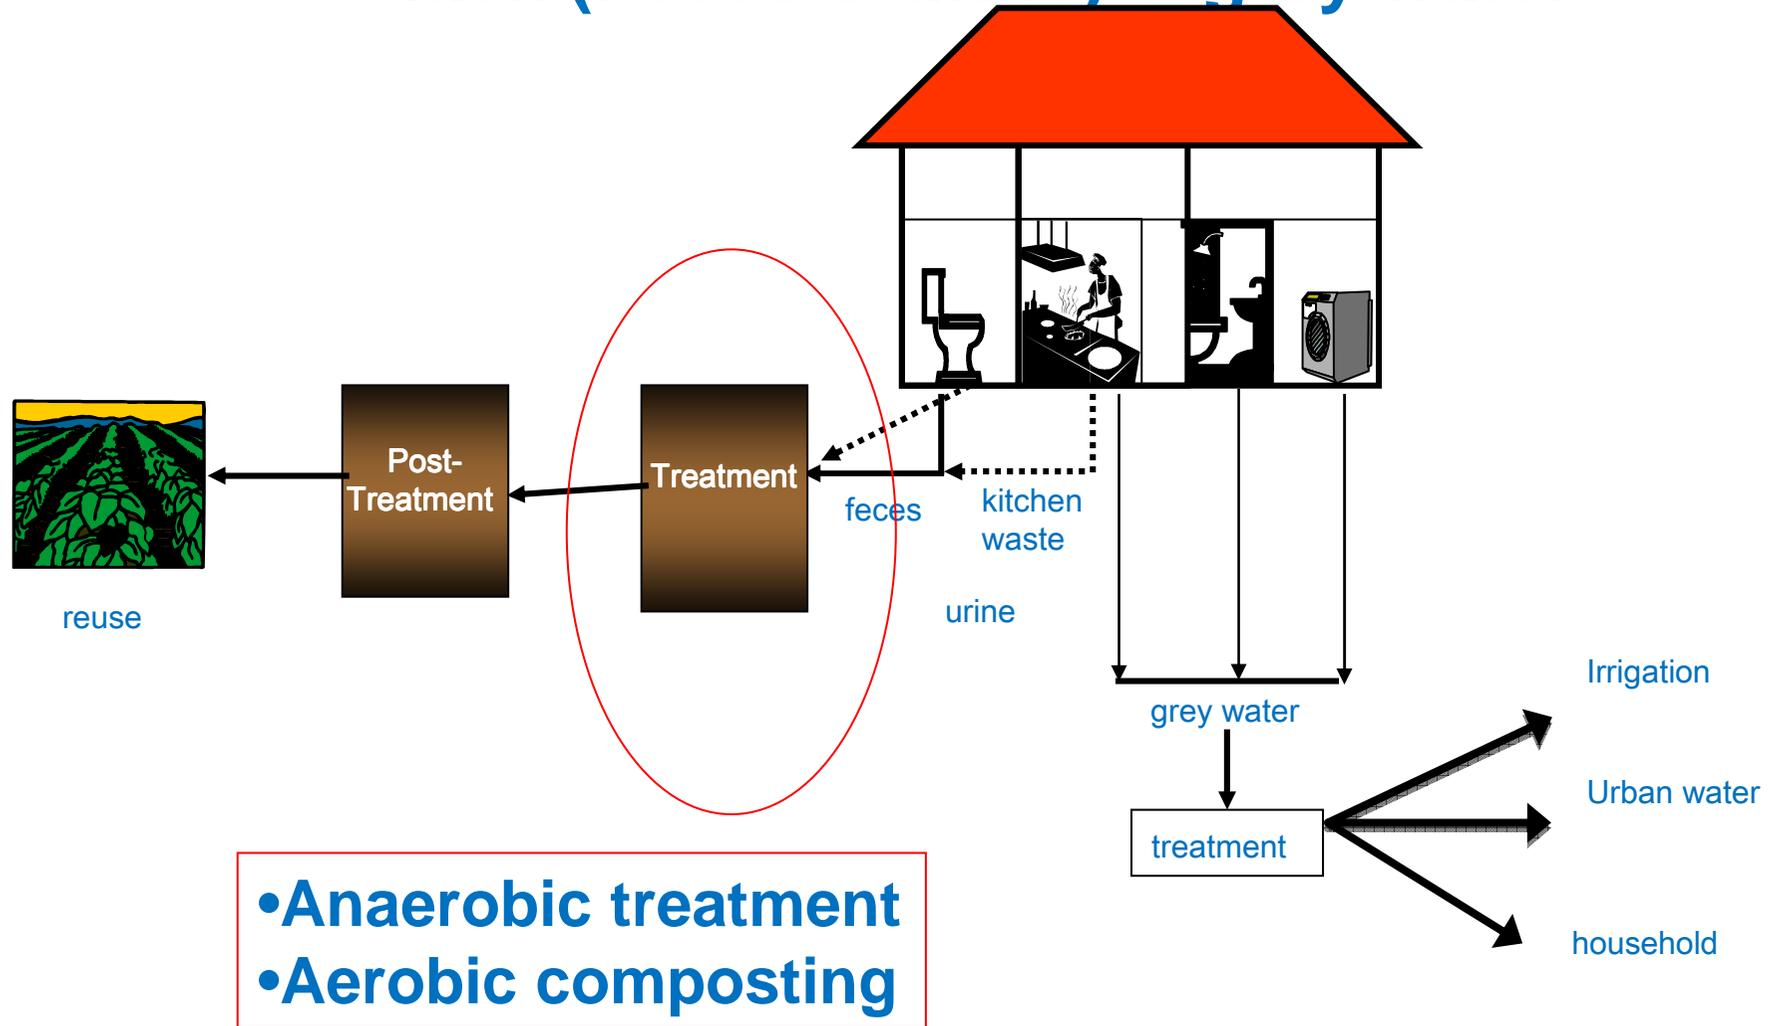 Post-
Treatment
Treatment
feces
kitchen
waste
urine
reuse
grey water
treatment
Irrigation
Urban water
household
•Anaerobic treatment
•Aerobic composting